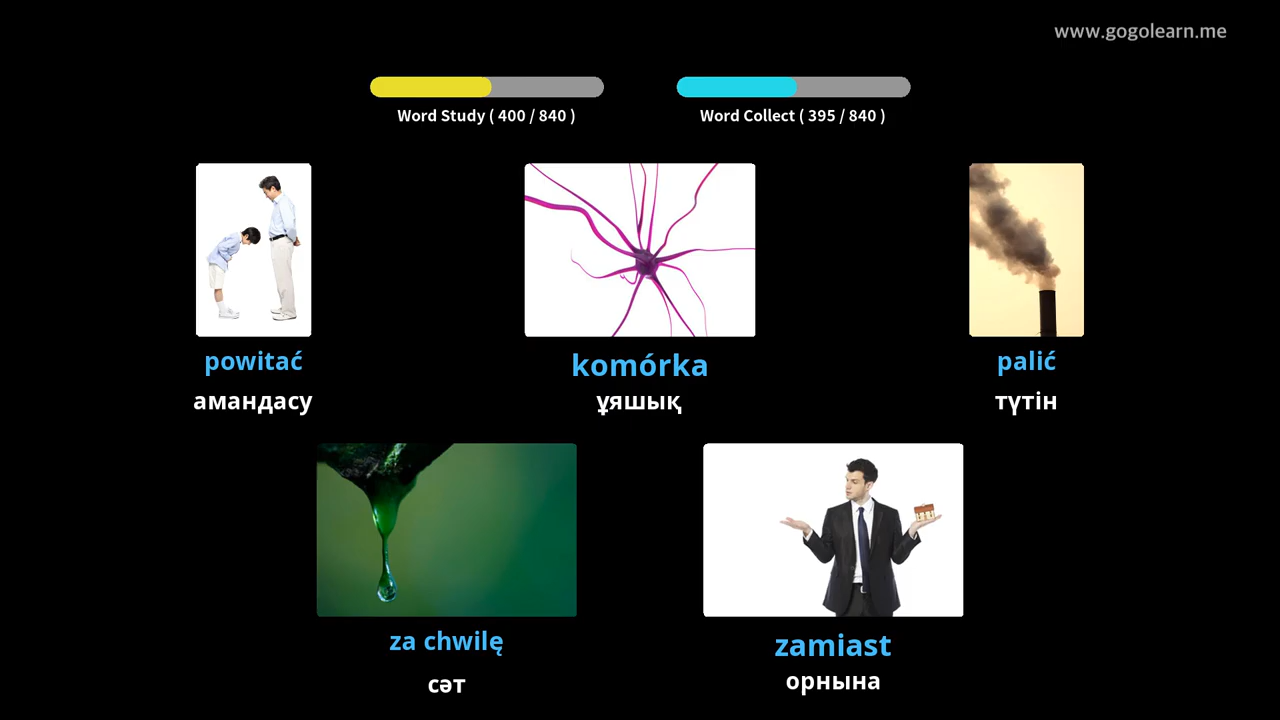 www.gogolearn.me
Word Study ( 400 / 840 )
Word Collect ( 395 / 840 )
powitać
амандасу
komórka
ұяшық
palić
түтін
za chwilę
сәт
zamiast
орнына